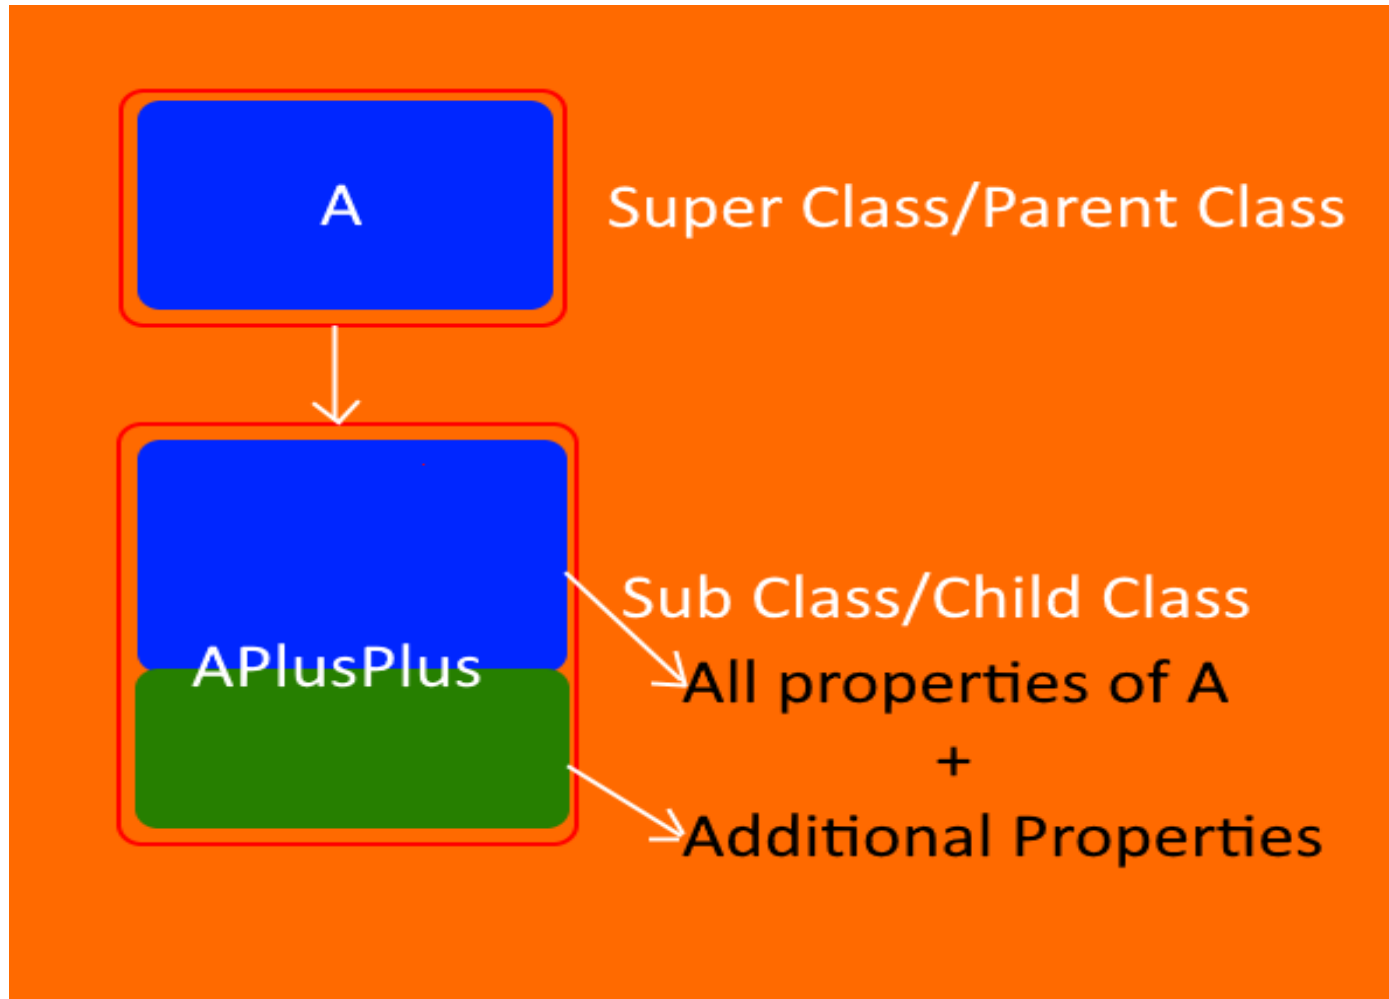 A
Super Class/Parent Class
Sub Class/Child Class
APlusPlus
All properties of A
+
Additional Properties